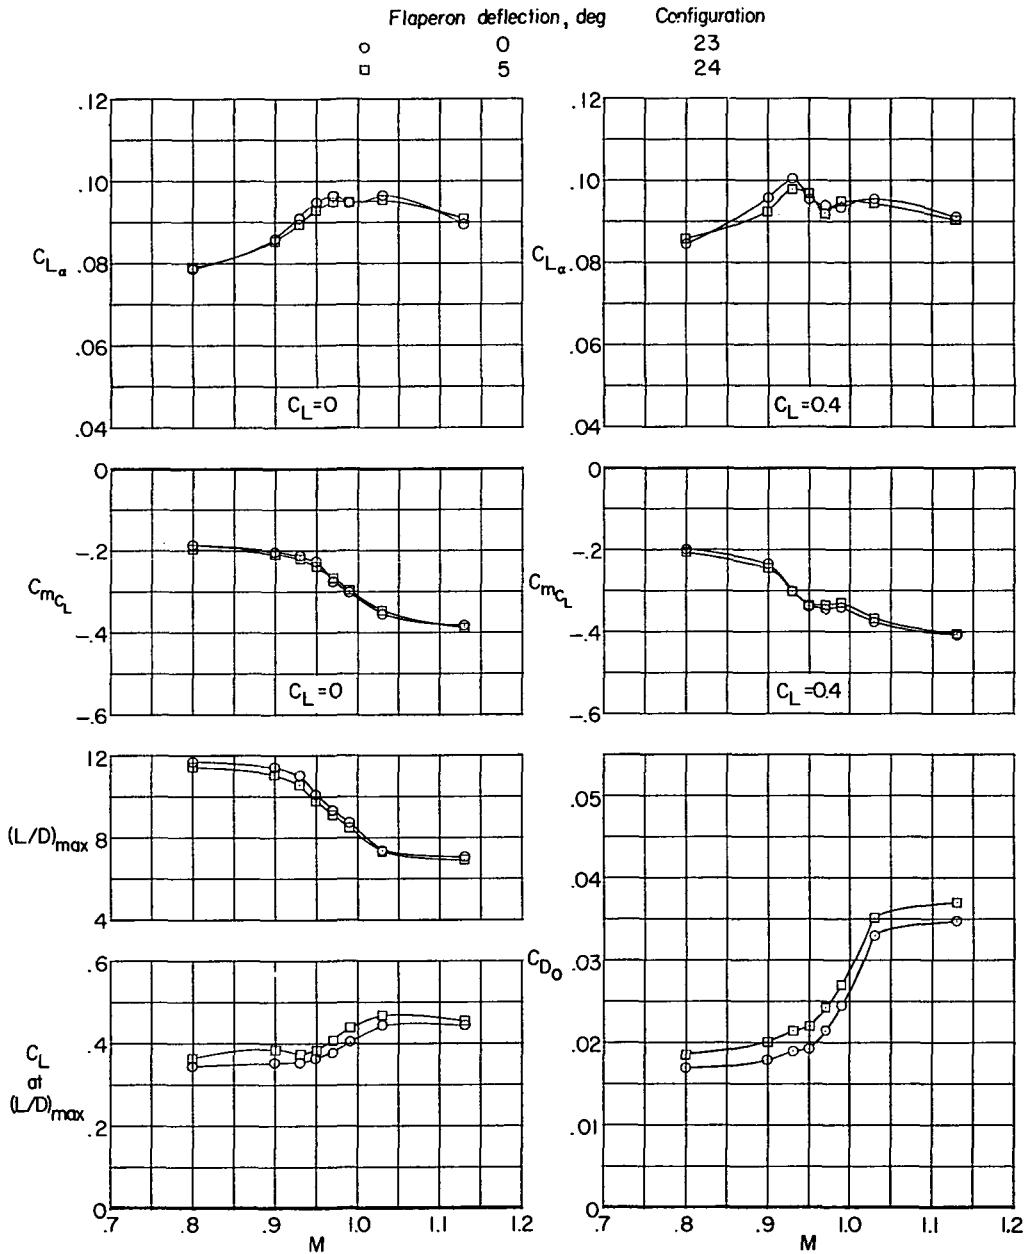 Flaperon deflection, deg Configuration
0 23
5 24
.12
.10
C_Lα .08
.06
.04
C_L=0
.12
.10
C_Lα .08
.06
.04
C_L=0.4
0
-.2
C_mC_L
-.4
-.6
C_L=0
0
-.2
C_mC_L
-.4
-.6
C_L=0.4
12
(L/D)max 8
4
.6
C_L .4
at
(L/D)max
.2
0
.7 .8 .9 1.0 1.1 1.2
M
.05
.04
C_Do .03
.02
.01
0
.7 .8 .9 1.0 1.1 1.2
M